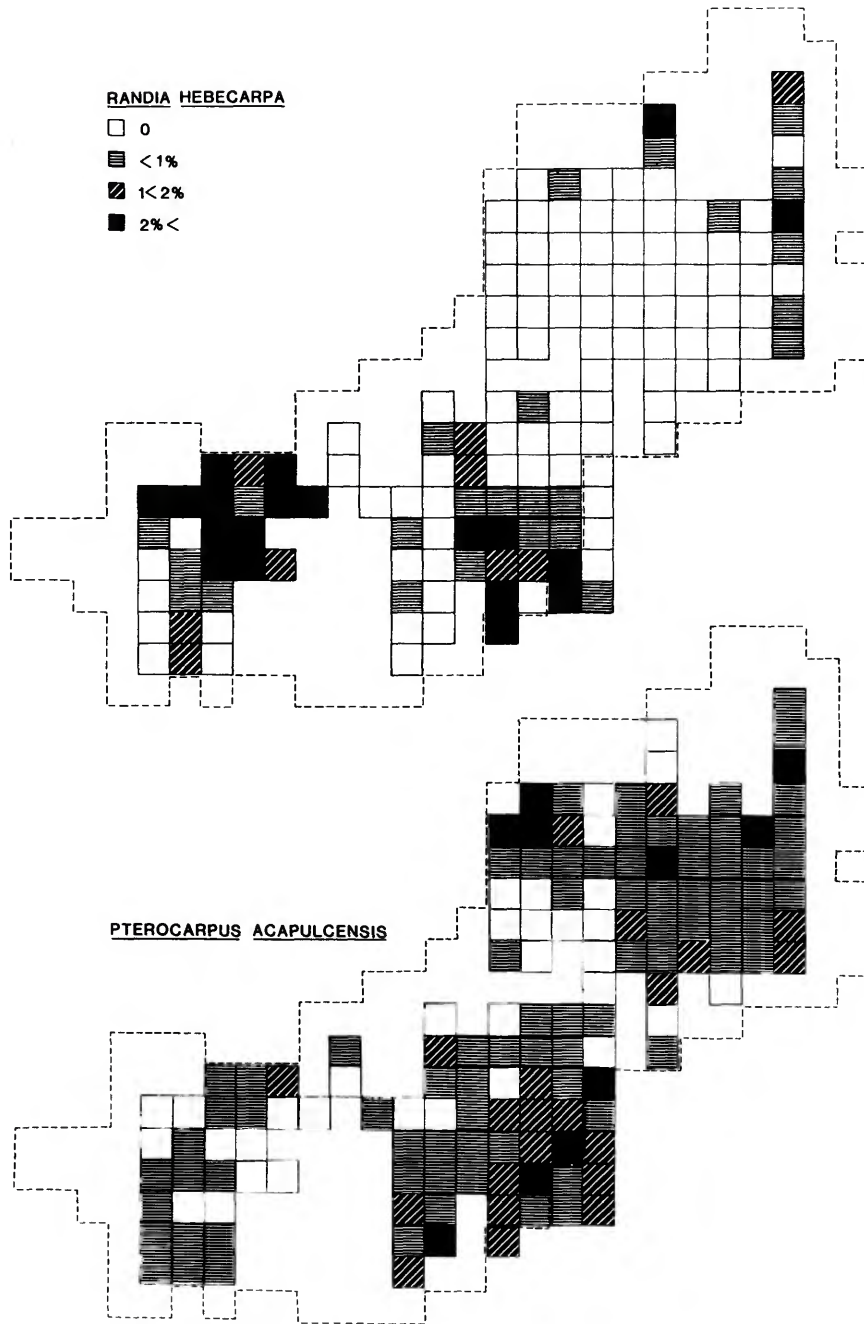 RANDIA HEBECARPA
0
< 1%
1 < 2%
2% <
PTEROCARPUS ACAPULCENSIS